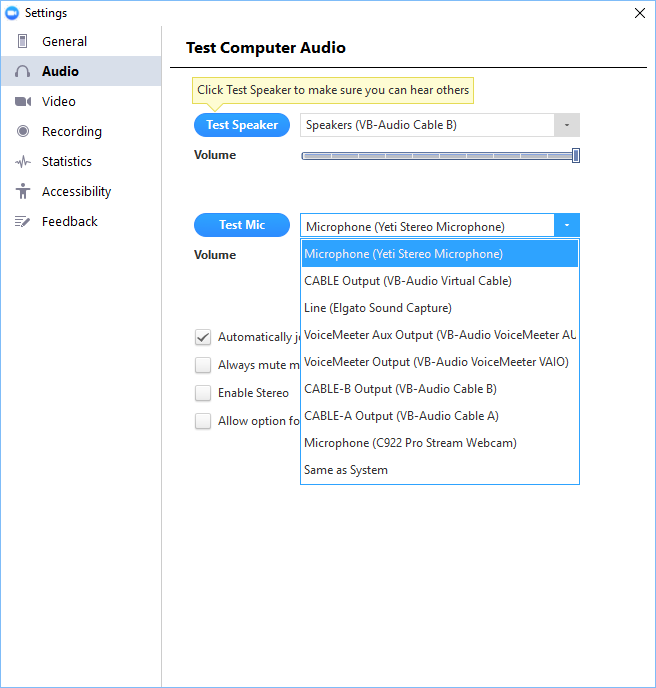 Settings
General
Audio
Video
Recording
Statistics
Accessibility
Feedback
Test Computer Audio
Click Test Speaker to make sure you can hear others
Test Speaker
Speakers (VB-Audio Cable B)
Volume
Test Mic
Microphone (Yeti Stereo Microphone)
Volume
Microphone (Yeti Stereo Microphone)
CABLE Output (VB-Audio Virtual Cable)
Line (Elgato Sound Capture)
VoiceMeeter Aux Output (VB-Audio VoiceMeeter AU
VoiceMeeter Output (VB-Audio VoiceMeeter VAIO)
CABLE-B Output (VB-Audio Cable B)
CABLE-A Output (VB-Audio Cable A)
Microphone (C922 Pro Stream Webcam)
Same as System
Automatically j
Always mute m
Enable Stereo
Allow option fo